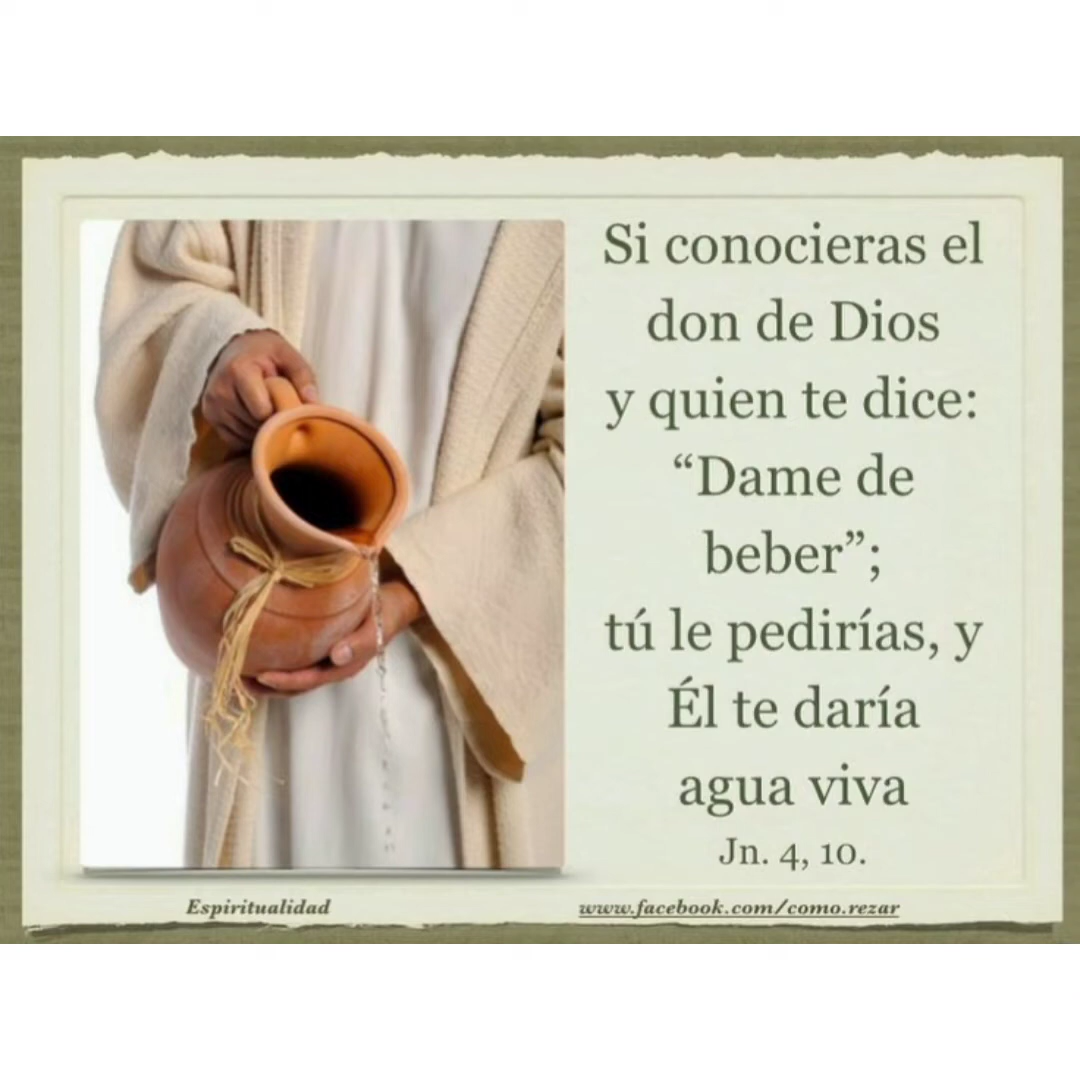 Si conocieras el
don de Dios
y quien te dice:
“Dame de
beber”;
tú le pedirías, y
Él te daría
agua viva
Jn. 4, 10.
Espiritualidad
www.facebook.com/como.rezar